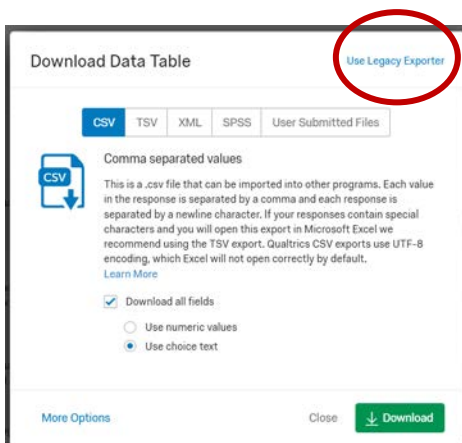 Download Data Table
Use Legacy Exporter
CSV TSV XML SPSS User Submitted Files
CSV
Comma separated values
This is a .csv file that can be imported into other programs. Each value
in the response is separated by a comma and each response is
separated by a newline character. If your responses contain special
characters and you will open this export in Microsoft Excel we
recommend using the TSV export. Qualtrics CSV exports use UTF-8
encoding, which Excel will not open correctly by default.
Learn More
Download all fields
Use numeric values
Use choice text
More Options
Close
Download